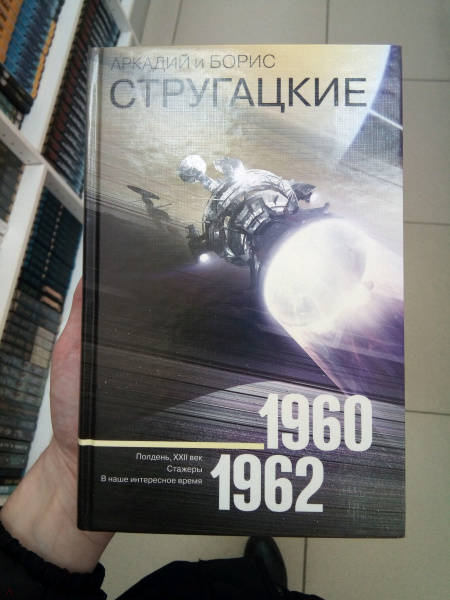 АРКАДИЙ и БОРИС
СТРУГАЦКИЕ
1960
Полдень, XXII век
Стажеры
В наше интересное время
1962